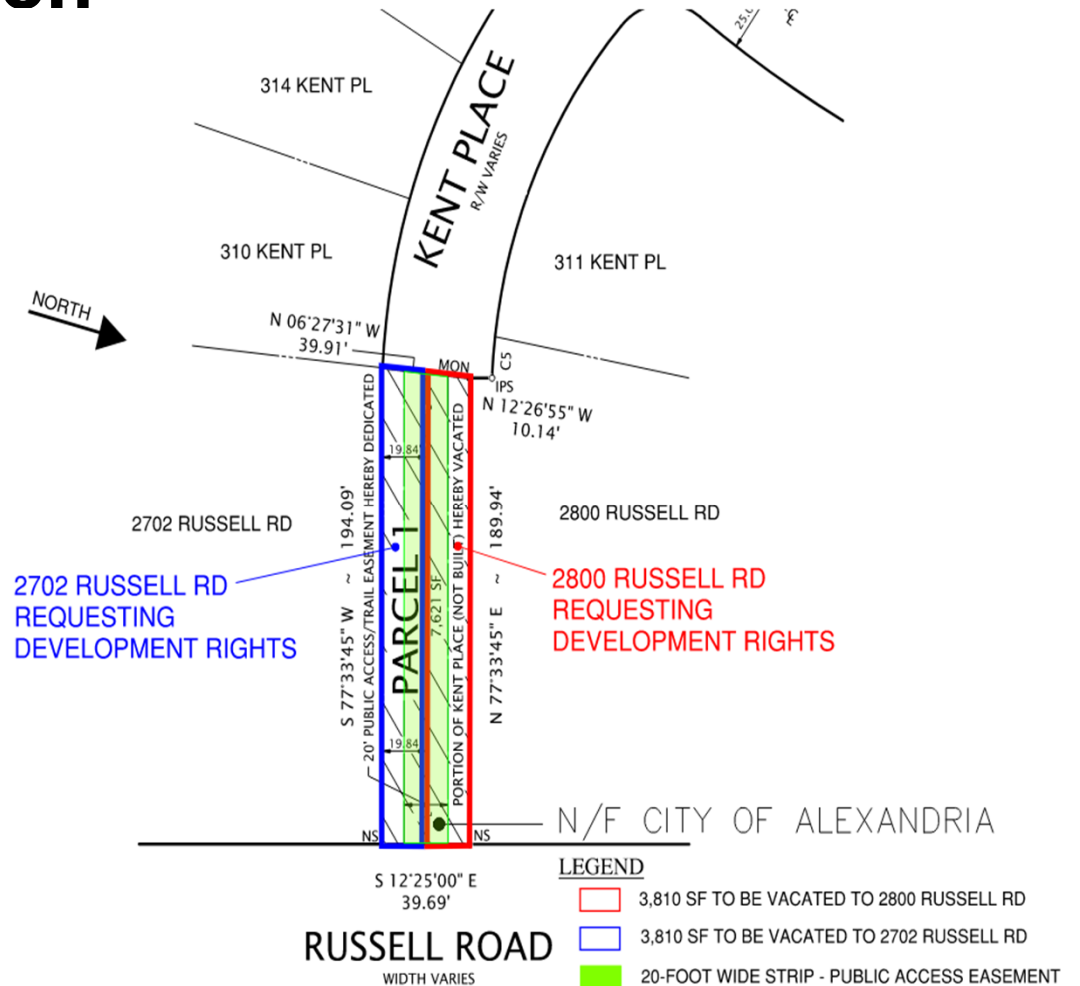 25.0
314 KENT PL
KENT PLACE
R/W VARIES
310 KENT PL
311 KENT PL
NORTH
N 06°27'31" W
39.91'
MON
C5
IPS
N 12°26'55" W
10.14'
19.84'
20' PUBLIC ACCESS/TRAIL EASEMENT HEREBY DEDICATED
S 77°33'45" W ~ 194.09'
PARCEL 1
7,621 SF
PORTION OF KENT PLACE (NOT BUILT) HEREBY VACATED
N 77°33'45" E ~ 189.94'
2702 RUSSELL RD
2800 RUSSELL RD
2702 RUSSELL RD
REQUESTING
DEVELOPMENT RIGHTS
2800 RUSSELL RD
REQUESTING
DEVELOPMENT RIGHTS
19.84'
N/F CITY OF ALEXANDRIA
NS
NS
S 12°25'00" E
39.69'
RUSSELL ROAD
WIDTH VARIES
LEGEND
3,810 SF TO BE VACATED TO 2800 RUSSELL RD
3,810 SF TO BE VACATED TO 2702 RUSSELL RD
20-FOOT WIDE STRIP - PUBLIC ACCESS EASEMENT